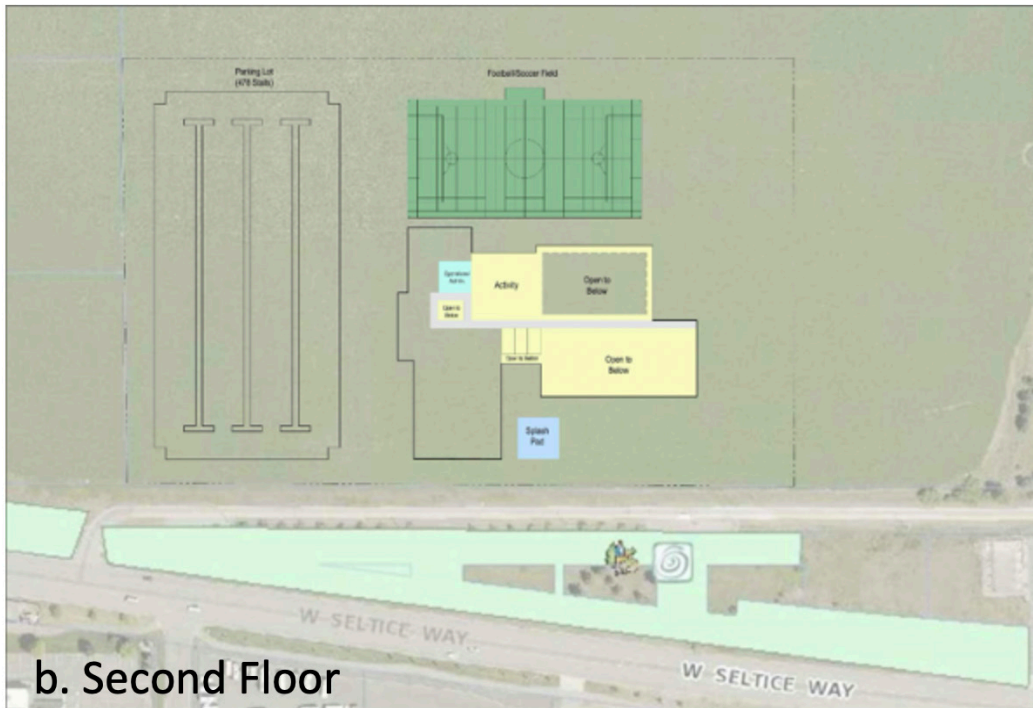 Parking Lot
(478 Stalls)
Football/Soccer Field
Activity
Open to
Below
Open to
Below
Open to Below
Open to
Below
Splash
Pad
W SELTICE WAY
W SELTICE WAY
b. Second Floor